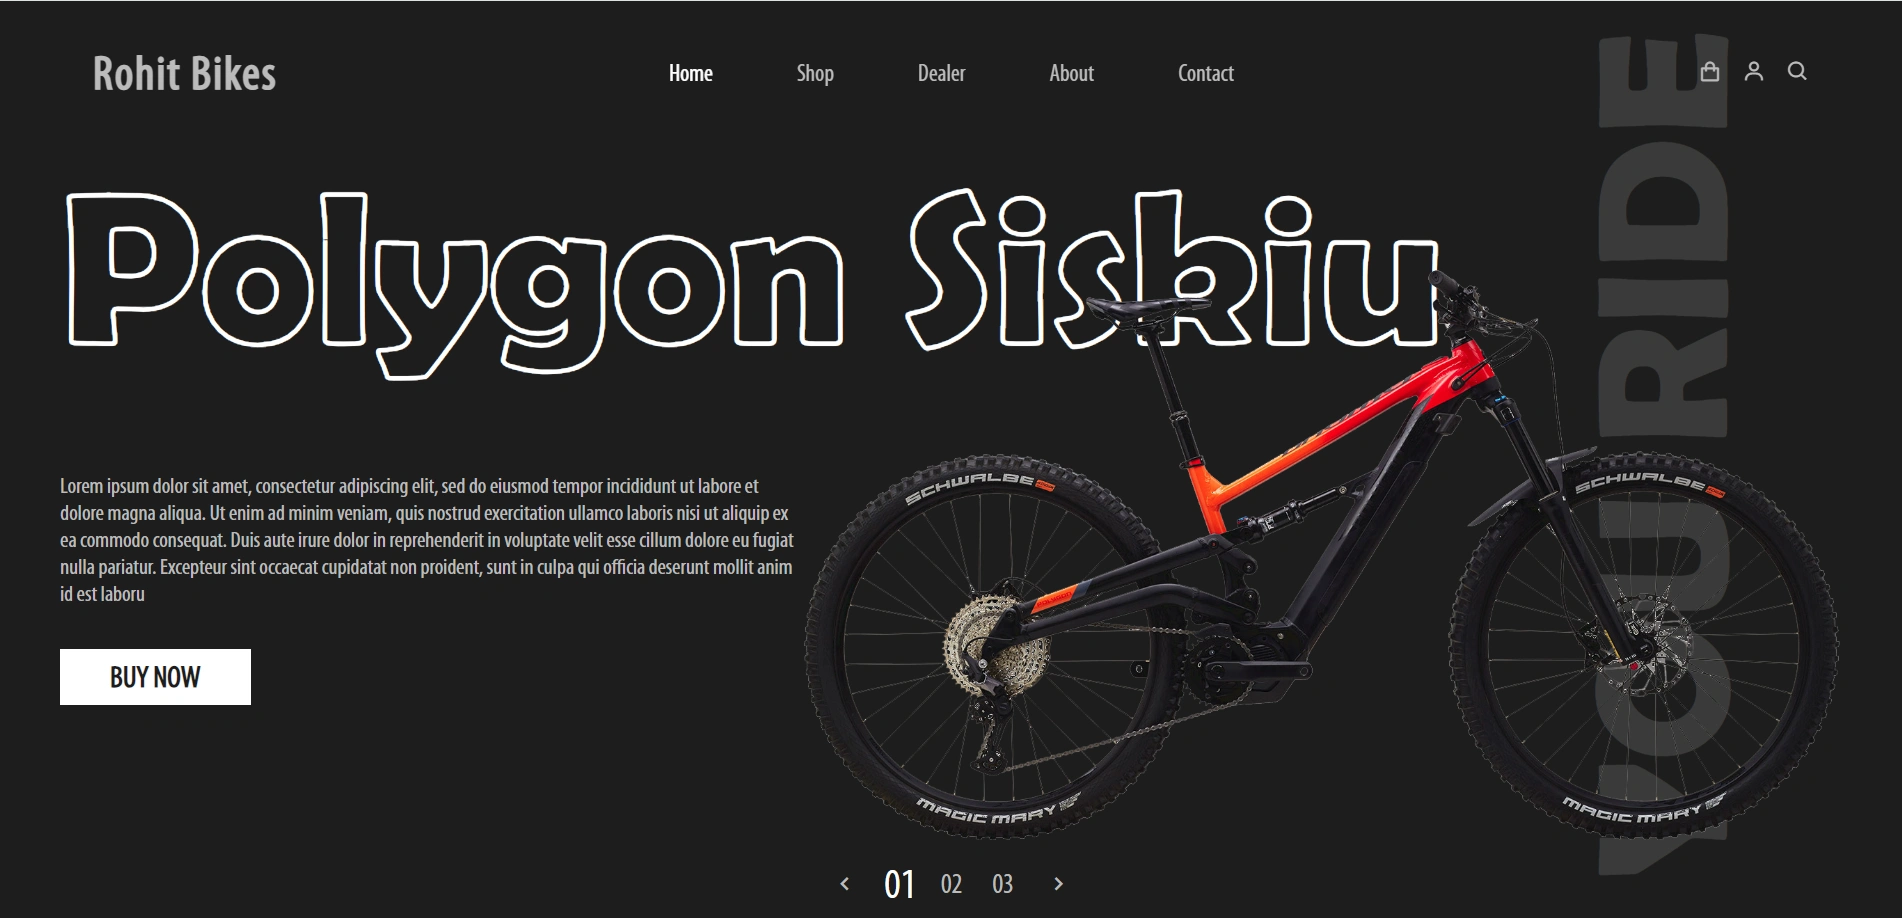 Rohit Bikes
Home Shop Dealer About Contact
Polygon Siskiu
Lorem ipsum dolor sit amet, consectetur adipiscing elit, sed do eiusmod tempor incididunt ut labore et
dolore magna aliqua. Ut enim ad minim veniam, quis nostrud exercitation ullamco laboris nisi ut aliquip ex
ea commodo consequat. Duis aute irure dolor in reprehenderit in voluptate velit esse cillum dolore eu fugiat
nulla pariatur. Excepteur sint occaecat cupidatat non proident, sunt in culpa qui officia deserunt mollit anim
id est laboru
BUY NOW
SCHWALBE
MAGIC MARY
POLYGON
SCHWALBE
MAGIC MARY
YOU RIDE
01 02 03